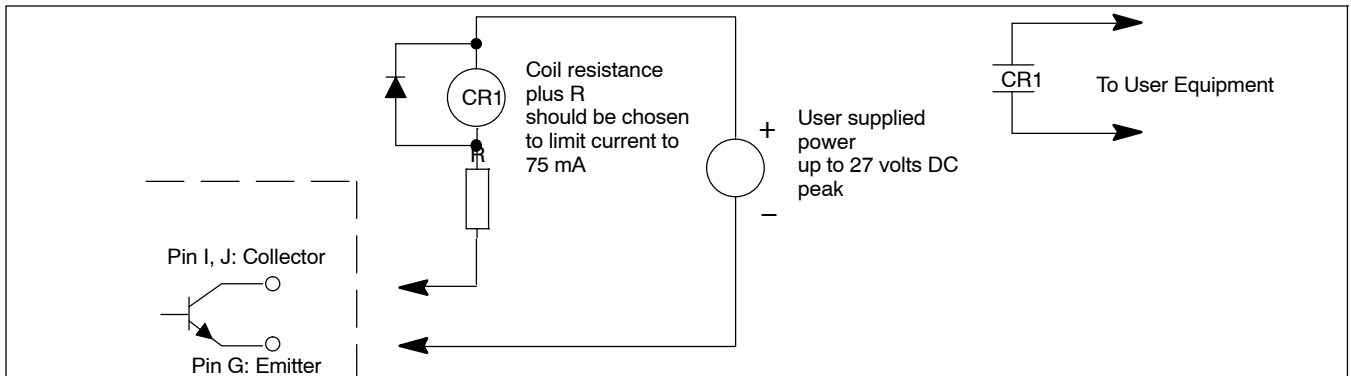 Coil resistance
plus R
should be chosen
to limit current to
75 mA
CR1
R
+
User supplied
power
up to 27 volts DC
peak
−
CR1
To User Equipment
Pin I, J: Collector
Pin G: Emitter